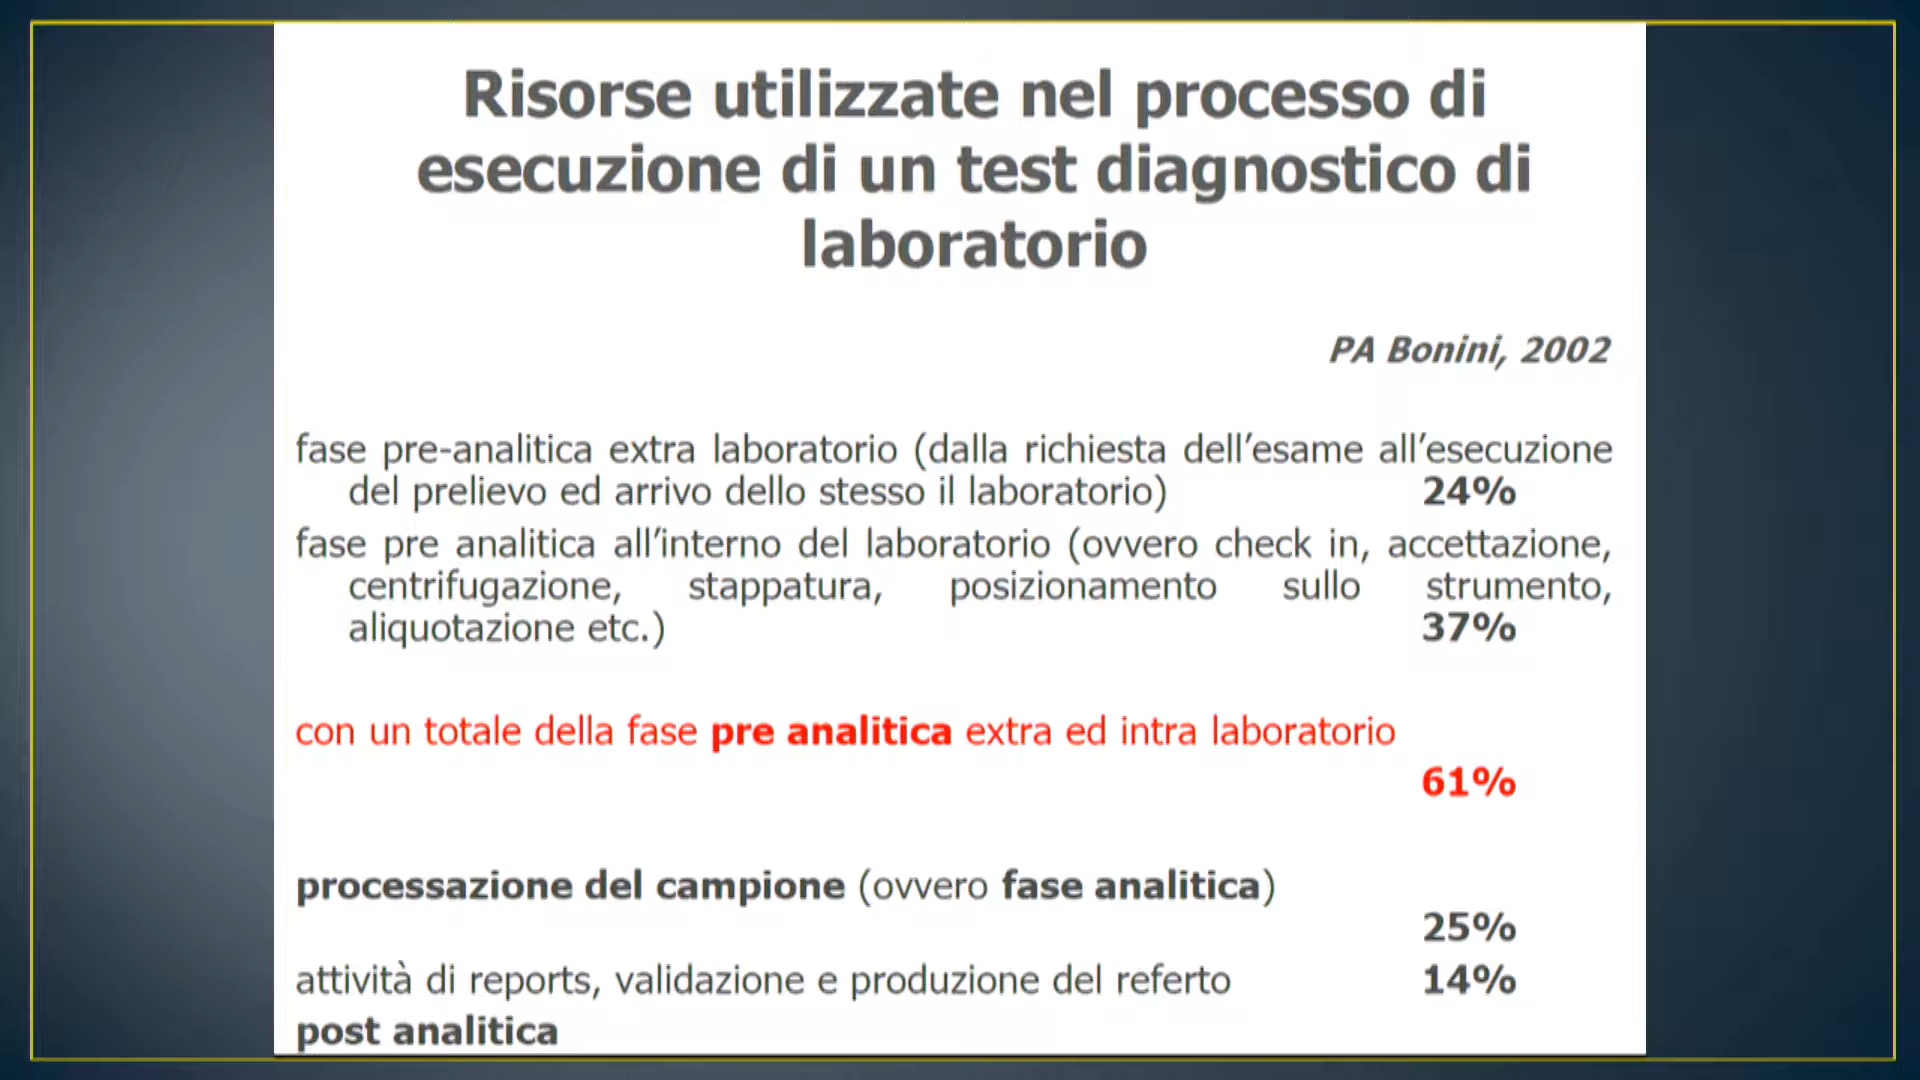 Risorse utilizzate nel processo di
esecuzione di un test diagnostico di
laboratorio
PA Bonini, 2002
fase pre-analitica extra laboratorio (dalla richiesta dell’esame all’esecuzione
del prelievo ed arrivo dello stesso il laboratorio) 24%
fase pre analitica all’interno del laboratorio (ovvero check in, accettazione,
centrifugazione, stappatura, posizionamento sullo strumento,
aliquotazione etc.) 37%
con un totale della fase pre analitica extra ed intra laboratorio
61%
processazione del campione (ovvero fase analitica)
25%
attività di reports, validazione e produzione del referto 14%
post analitica